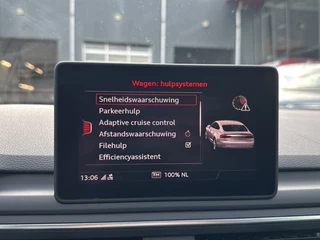 Wagen: hulpsystemen
Snelheidswaarschuwing
Parkeerhulp
Adaptive cruise control
Afstandswaarschuwing
Filehulp
Efficiencyassistent
13:06 100% NL